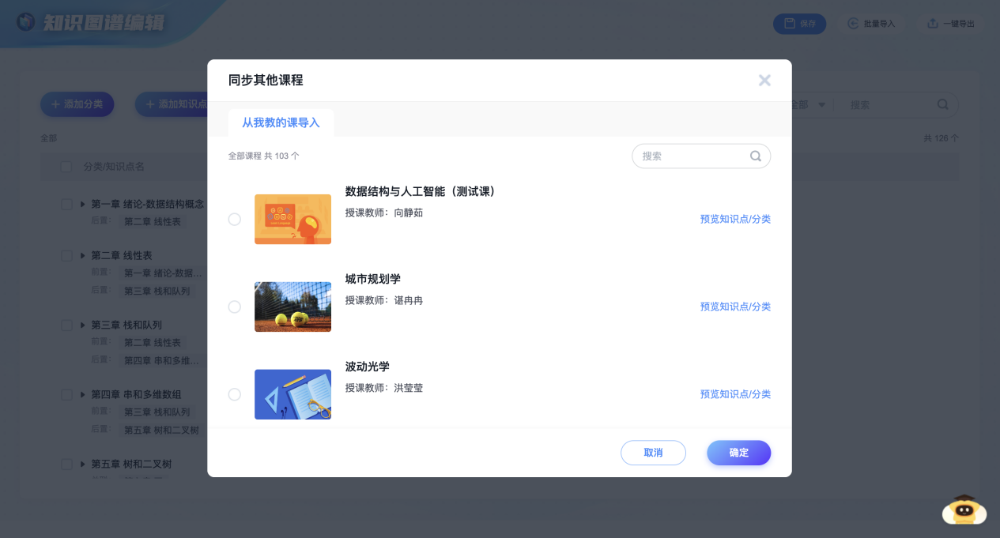 知识图谱编辑
保存
批量导入
一键导出
同步其他课程
+ 添加分类
+ 添加知识点
全部
搜索
从我教的课导入
全部
共 126 个
全部课程 共 103 个
搜索
分类/知识点名
数据结构与人工智能（测试课）
授课教师：向静茹
预览知识点/分类
第一章 绪论-数据结构概念
后置：
第二章 线性表
第二章 线性表
前置：
第一章 绪论-数据...
后置：
第三章 栈和队列
城市规划学
授课教师：谌冉冉
预览知识点/分类
第三章 栈和队列
前置：
第二章 线性表
后置：
第四章 串和多维...
波动光学
授课教师：洪莹莹
预览知识点/分类
第四章 串和多维数组
前置：
第三章 栈和队列
后置：
第五章 树和二叉树
第五章 树和二叉树
取消
确定